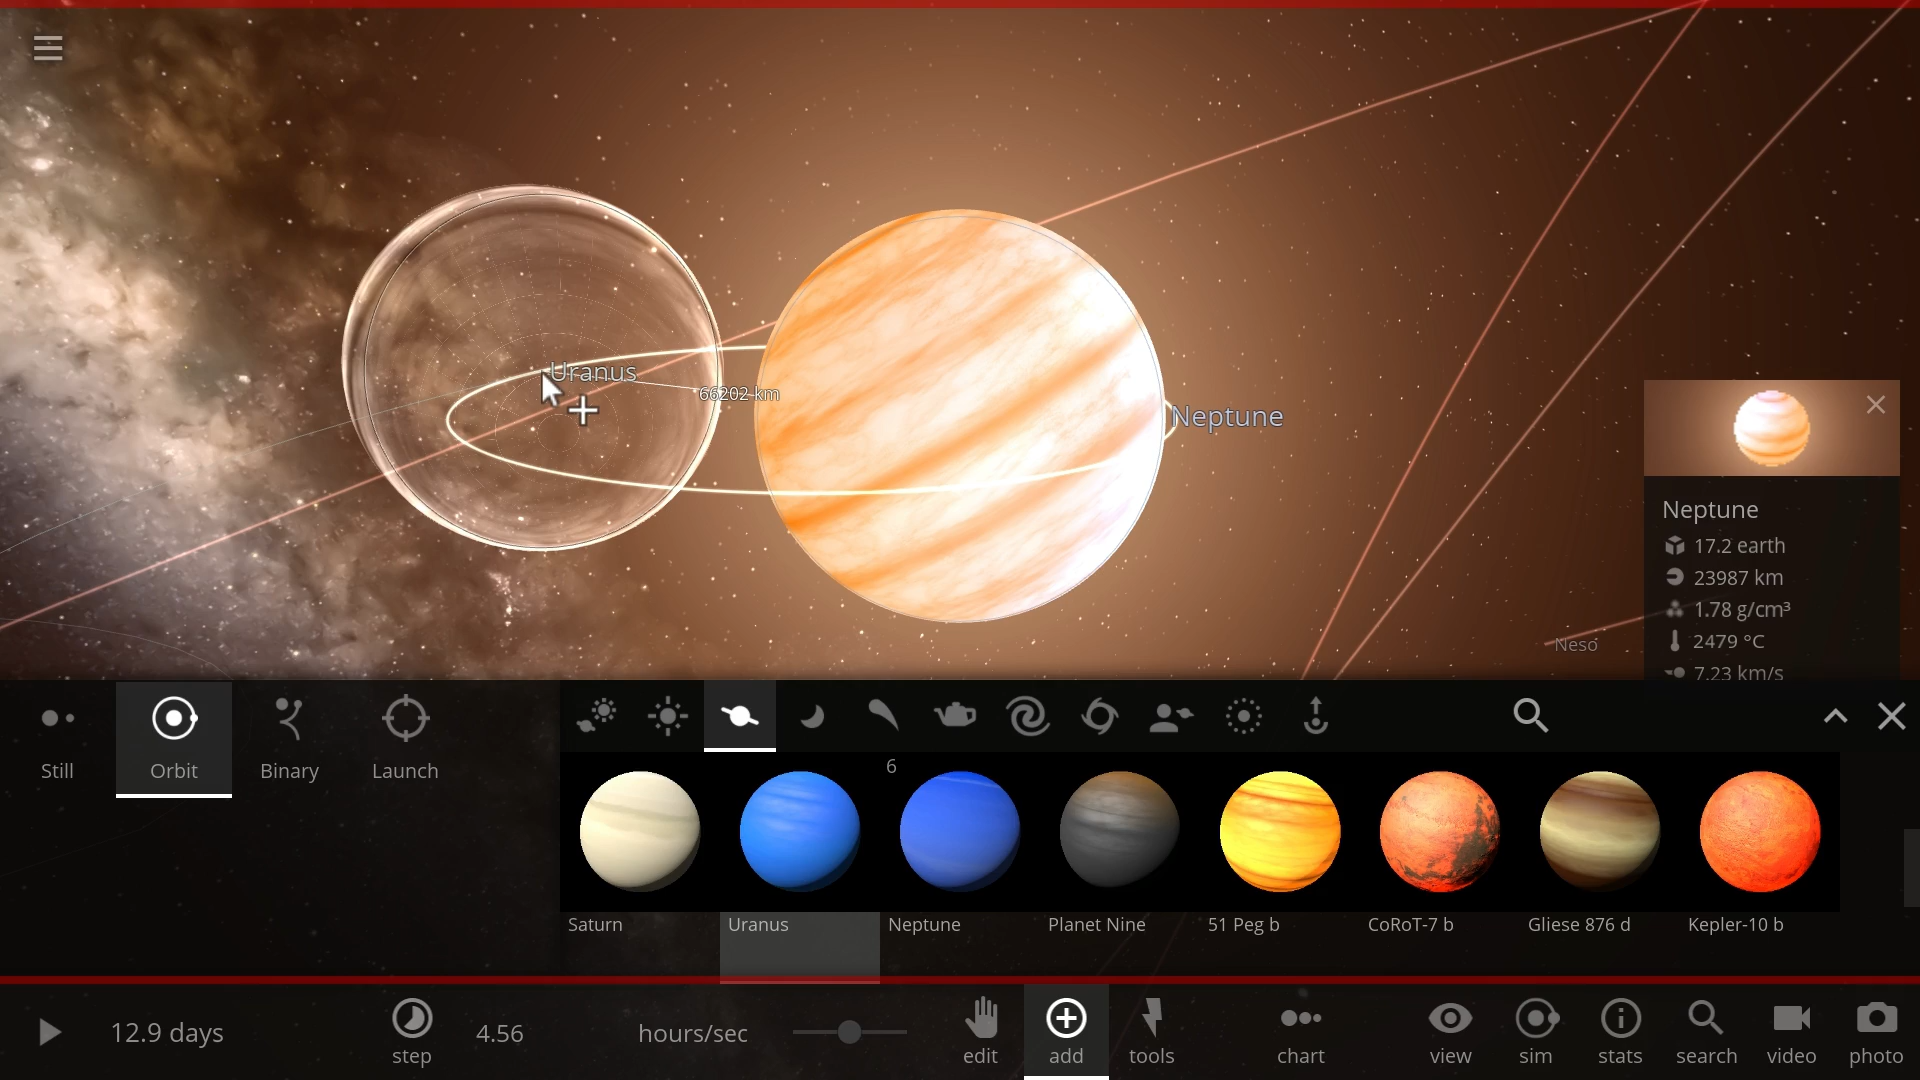 Uranus
66202 km
Neptune
Neptune
17.2 earth
23987 km
1.78 g/cm³
2479 °C
7.23 km/s
Neso
Still
Orbit
Binary
Launch
6
Saturn
Uranus
Neptune
Planet Nine
51 Peg b
CoRoT-7 b
Gliese 876 d
Kepler-10 b
12.9 days
step
4.56
hours/sec
edit
add
tools
chart
view
sim
stats
search
video
photo